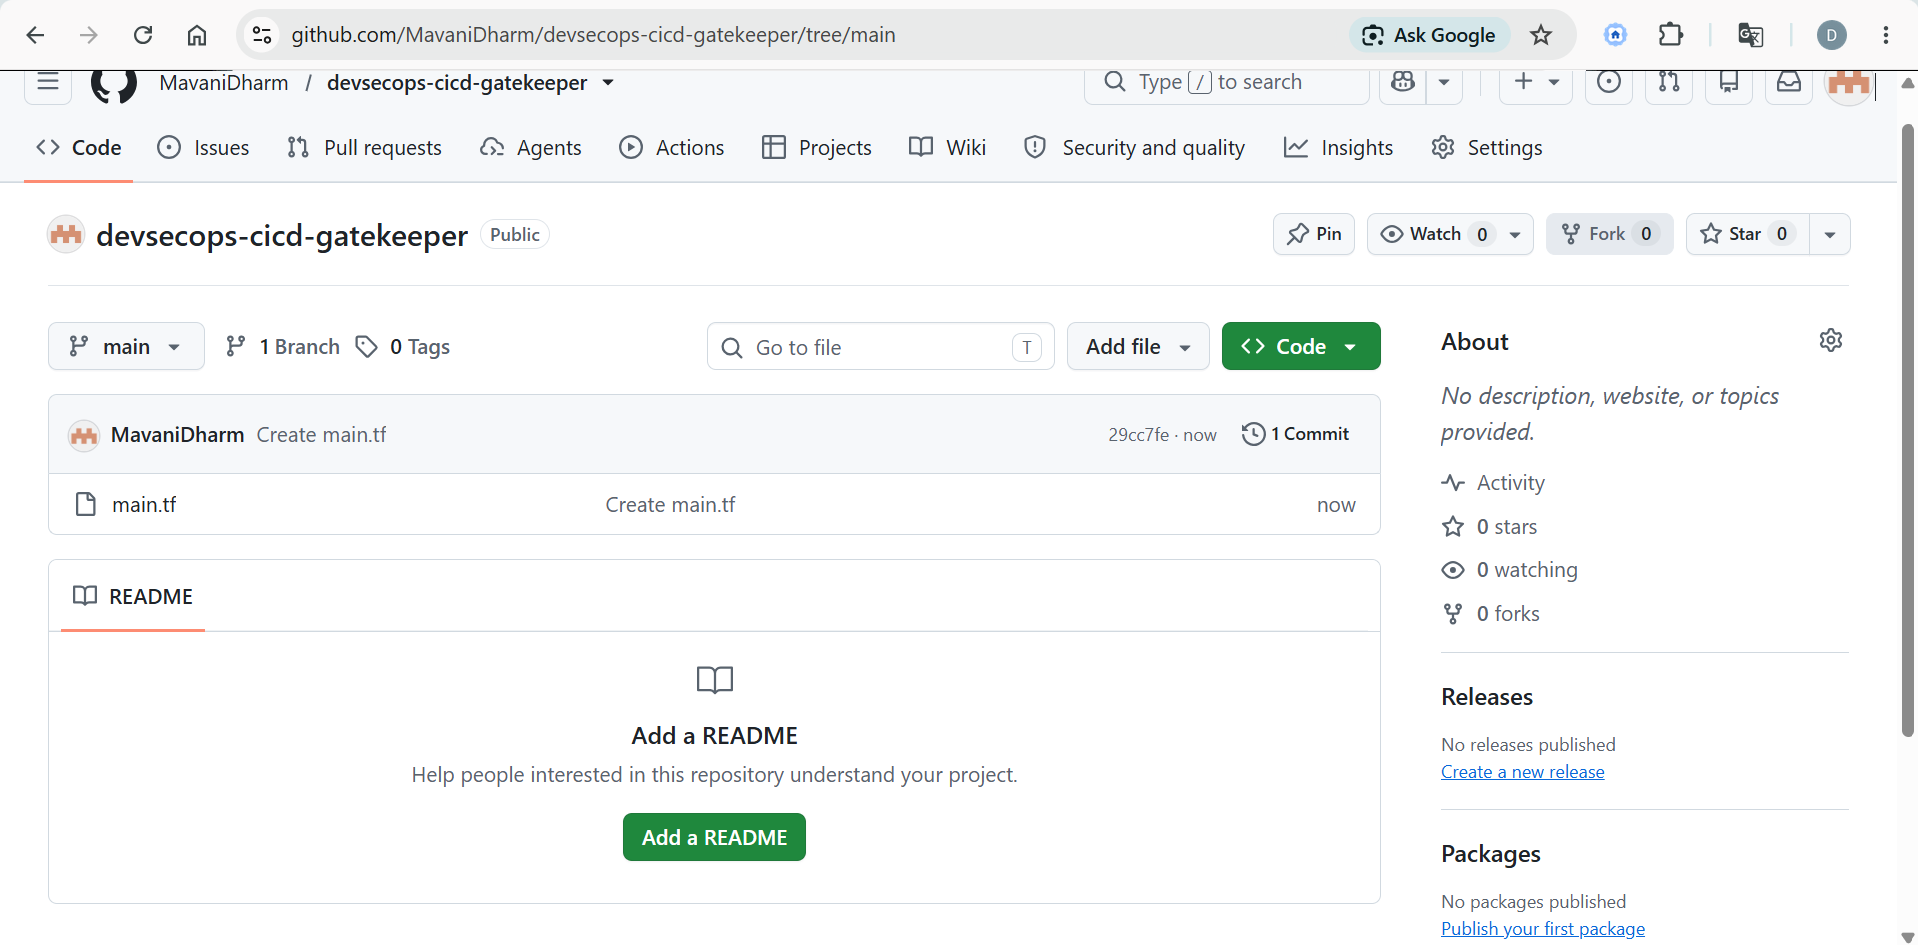 github.com/MavaniDharm/devsecops-cicd-gatekeeper/tree/main
Ask Google
D
MavaniDharm / devsecops-cicd-gatekeeper
Type / to search
Code
Issues
Pull requests
Agents
Actions
Projects
Wiki
Security and quality
Insights
Settings
devsecops-cicd-gatekeeper
Public
Pin
Watch 0
Fork 0
Star 0
main
1 Branch
0 Tags
Go to file
T
Add file
Code
MavaniDharm Create main.tf
29cc7fe · now
1 Commit
main.tf
Create main.tf
now
README
Add a README
Help people interested in this repository understand your project.
Add a README
About
No description, website, or topics
provided.
Activity
0 stars
0 watching
0 forks
Releases
No releases published
Create a new release
Packages
No packages published
Publish your first package